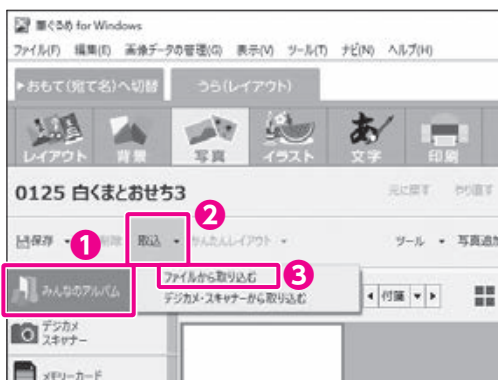 筆ぐるめ for Windows
ファイル(F) 編集(E) 画像データの管理(G) 表示(V) ツール(T) ナビ(N) ヘルプ(H)
▶おもて(宛て名)へ切替 うら(レイアウト)
レイアウト 背景 写真 イラスト 文字 印刷
0125 白くまとおせち3 元に戻す やり直す
2
保存 1 削除 取込 かんたんレイアウト ツール 写真追加
みんなのアルバム ファイルから取り込む 3 付箋
デジカメ・スキャナーから取り込む
デジカメ
スキャナー
メモリーカード